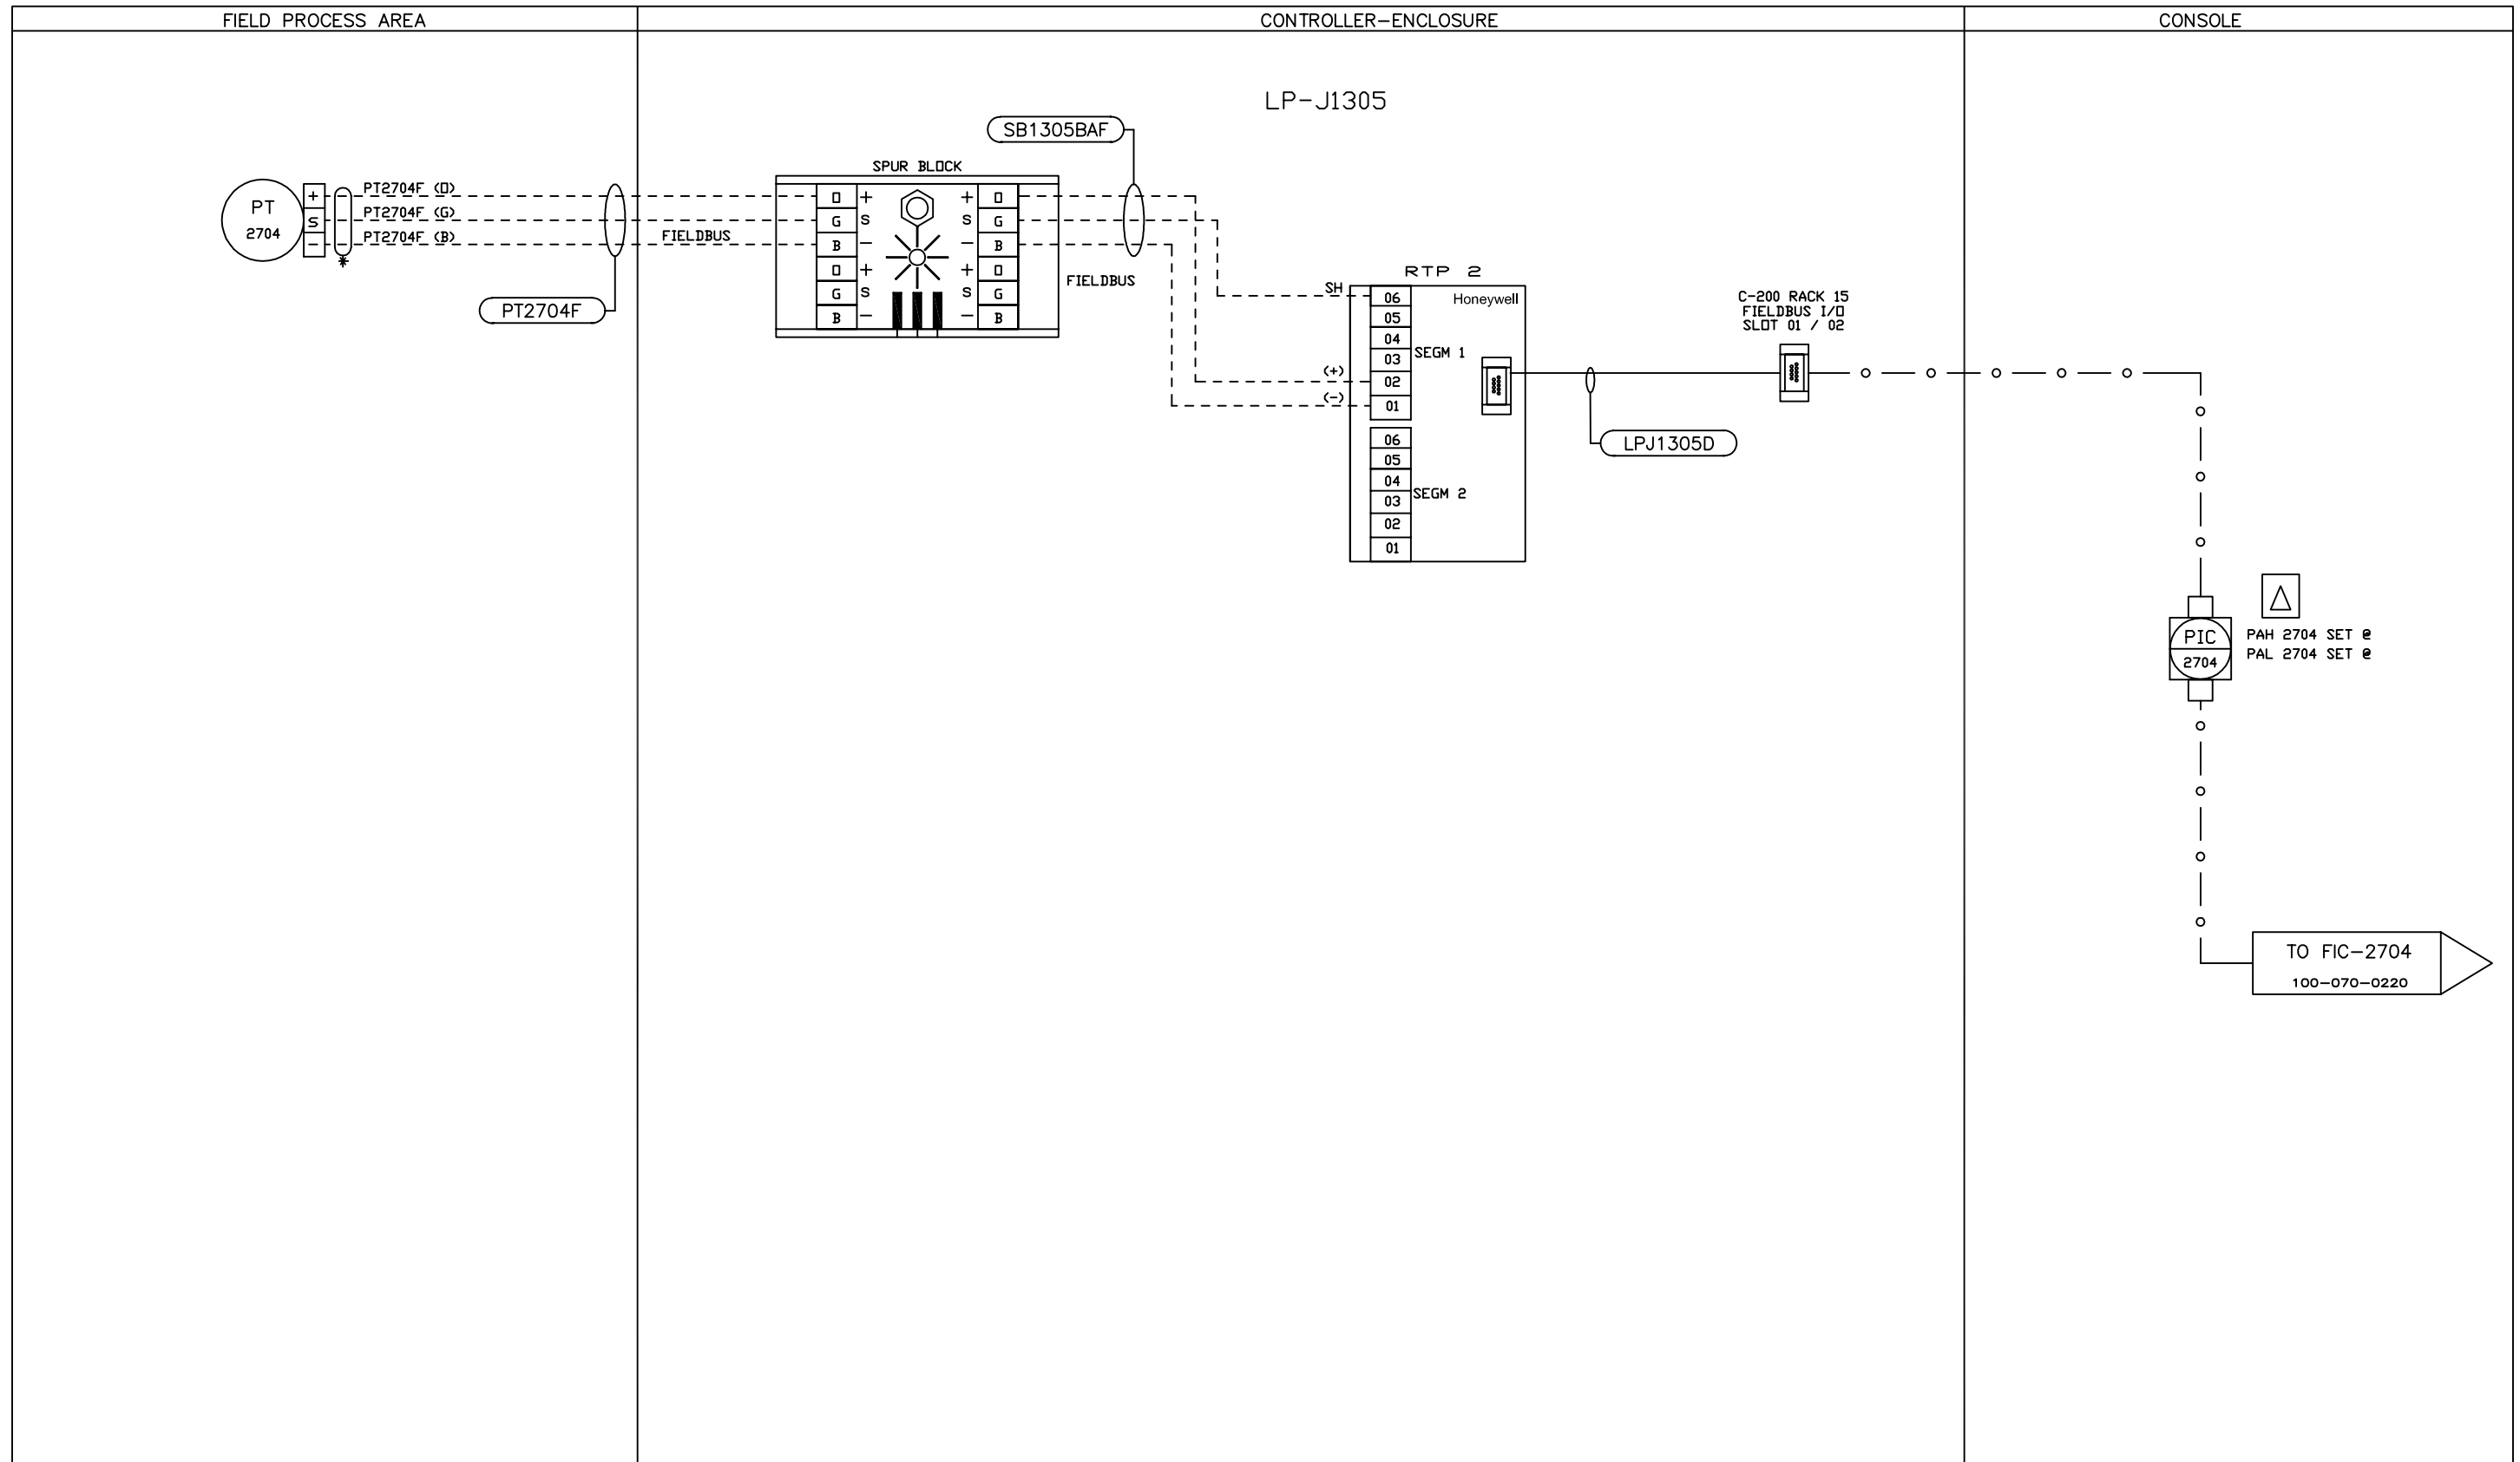 FIELD PROCESS AREA
CONTROLLER-ENCLOSURE
CONSOLE
LP-J1305
SB1305BAF
SPUR BLOCK
PT
2704
+
S
-
PT2704F (O)
PT2704F (G)
PT2704F (B)
*
FIELDBUS
PT2704F
O + + O
G S S G
B - - B
O + + O
G S S G
B - - B
FIELDBUS
RTP 2
Honeywell
SH
(+)
(-)
06
05
04
03
02
01
SEGM 1
06
05
04
03
02
01
SEGM 2
LPJ1305D
C-200 RACK 15
FIELDBUS I/O
SLOT 01 / 02
PIC
2704
PAH 2704 SET @
PAL 2704 SET @
TO FIC-2704
100-070-0220